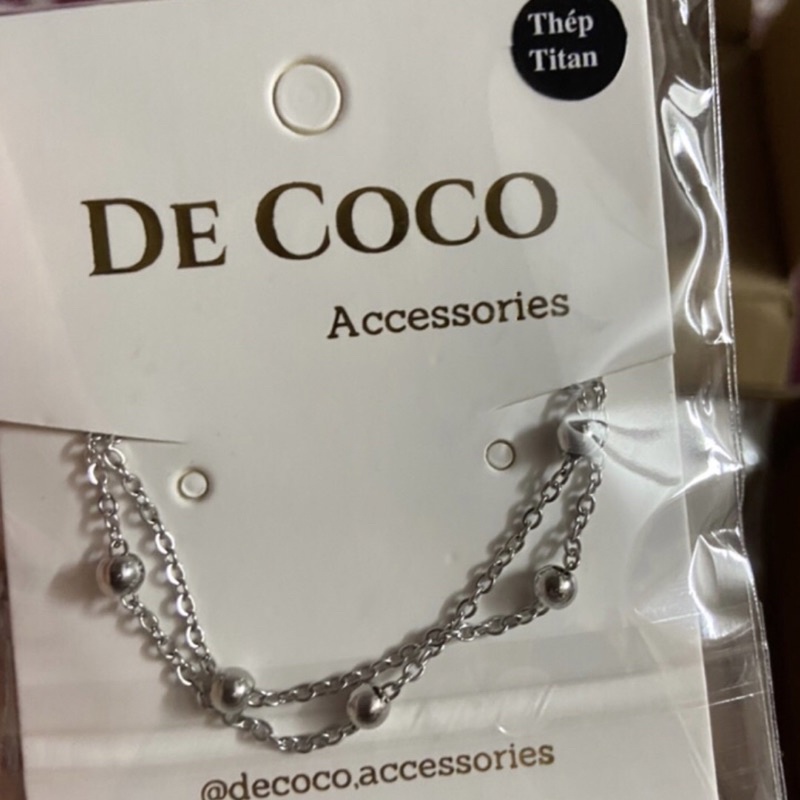 Thép
Titan
DE COCO
Accessories
@decoco,accessories